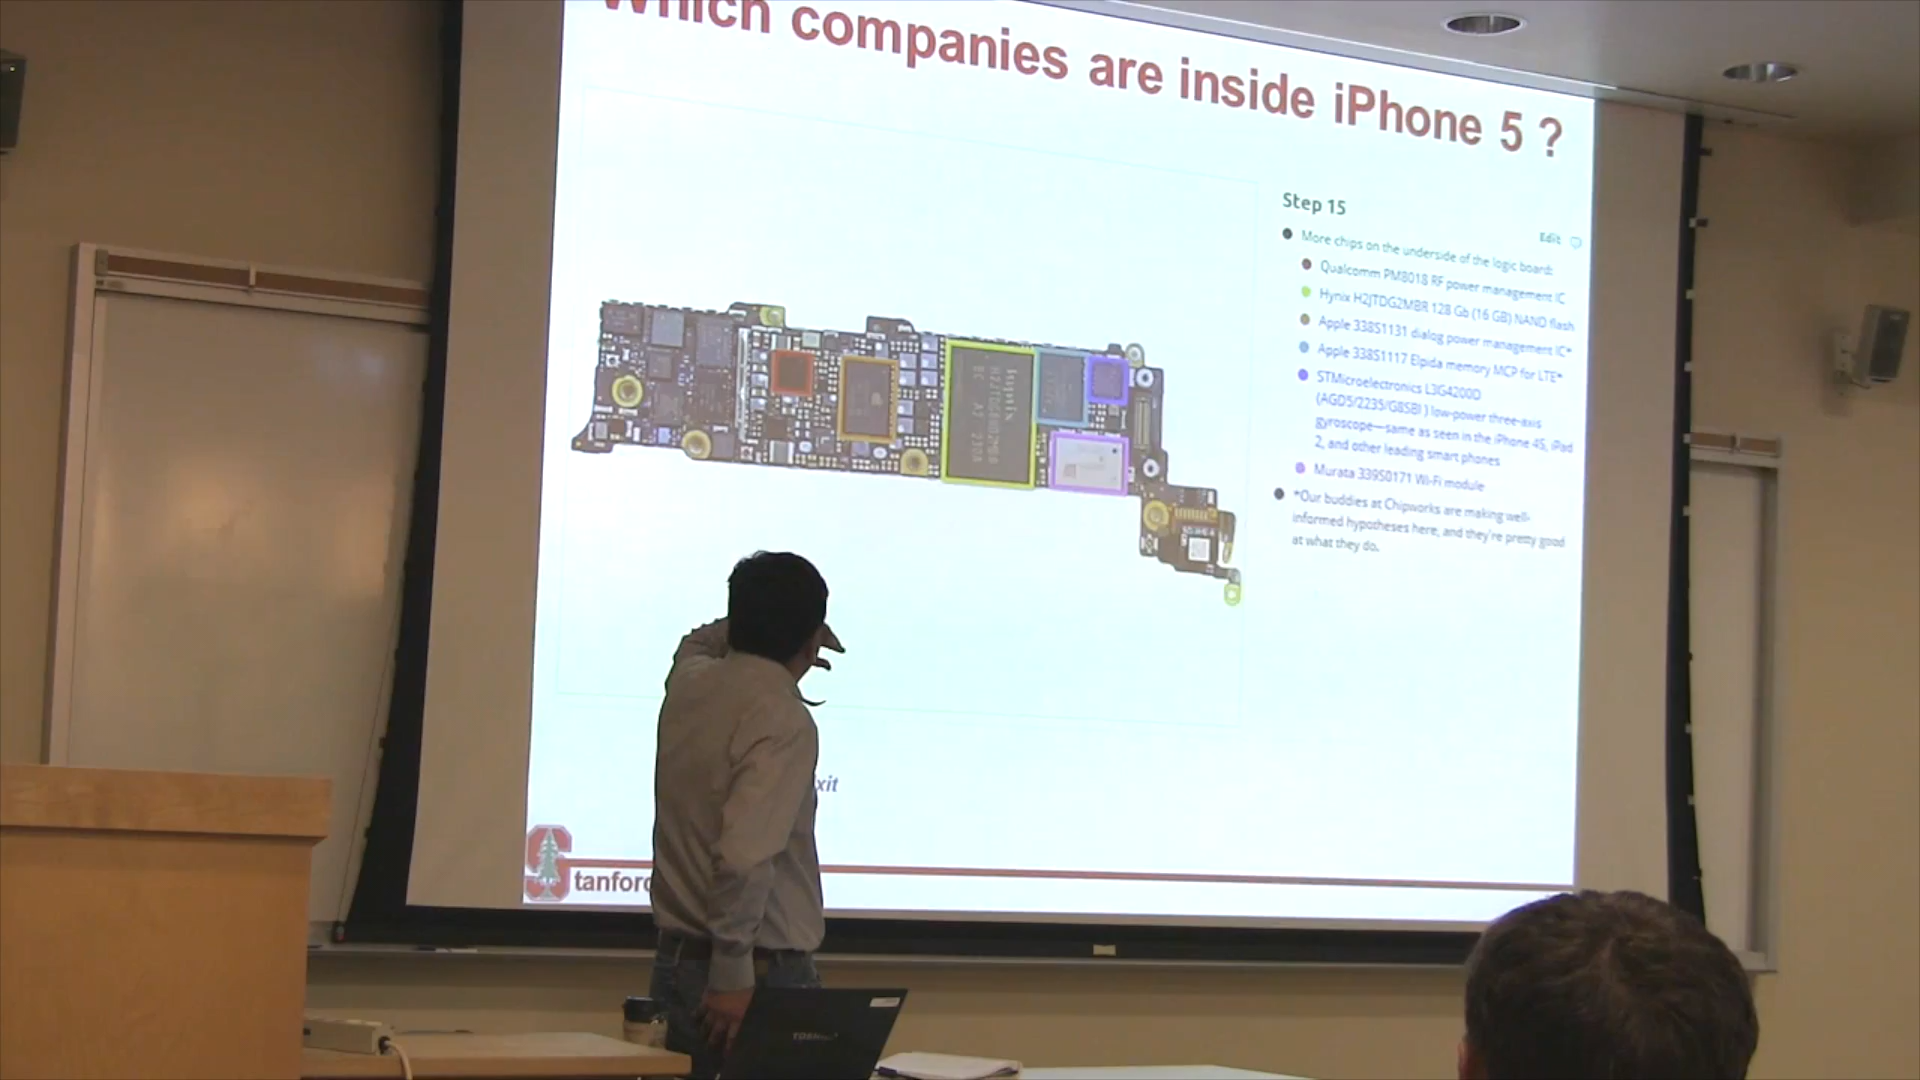 Which companies are inside iPhone 5 ?
Step 15
Edit
More chips on the underside of the logic board:
Qualcomm PM8018 RF power management IC
Hynix H2JTDG2MBR 128 Gb (16 GB) NAND flash
Apple 338S1131 dialog power management IC*
Apple 338S1117 Elpida memory MCP for LTE*
STMicroelectronics L3G4200D
(AGD5/2235/G8SBI ) low-power three-axis
gyroscope—same as seen in the iPhone 4S, iPad
2, and other leading smart phones
Murata 339S0171 Wi-Fi module
*Our buddies at Chipworks are making well-
informed hypotheses here, and they're pretty good
at what they do.
hynix
xit
Stanford
TOSHIBA